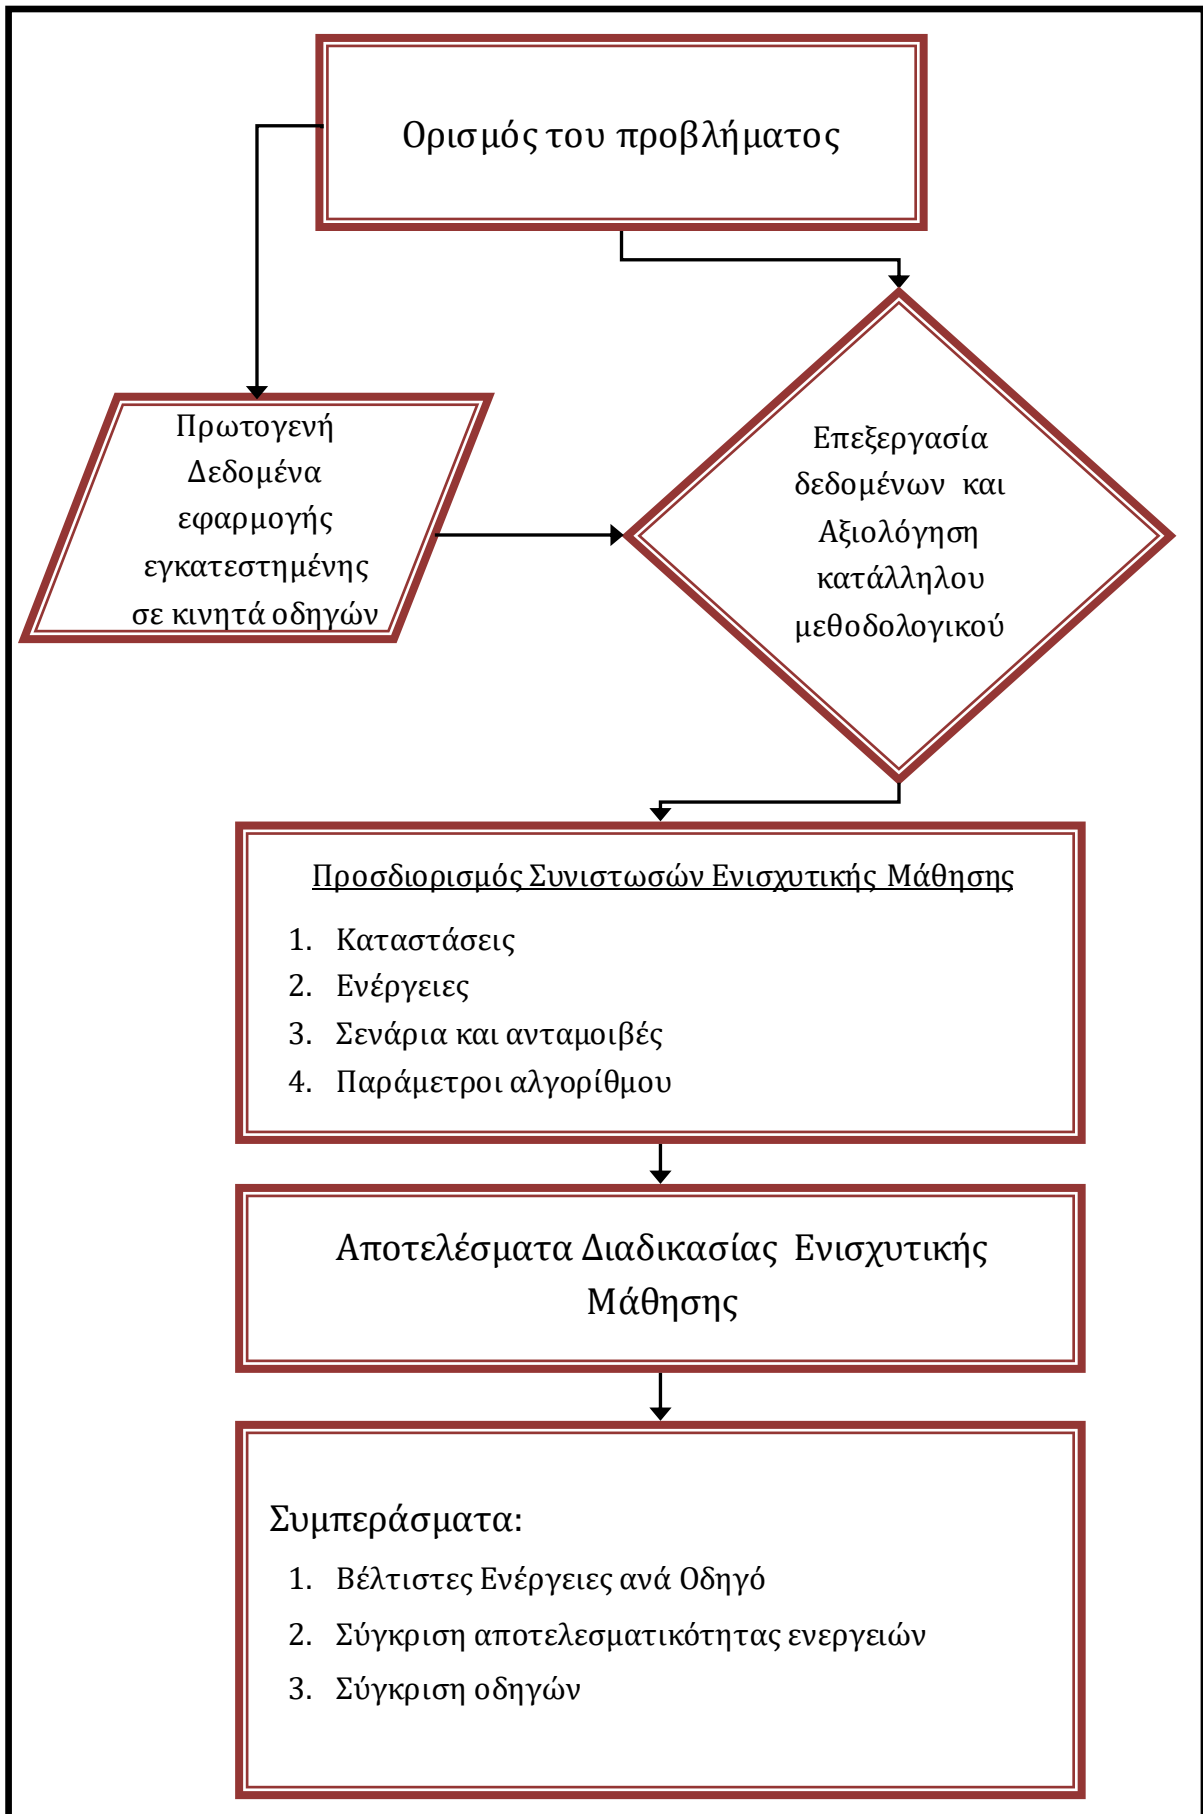 Ορισμός του προβλήματος
Πρωτογενή
Δεδομένα
εφαρμογής
εγκατεστημένης
σε κινητά οδηγών
Επεξεργασία
δεδομένων και
Αξιολόγηση
κατάλληλου
μεθοδολογικού
Προσδιορισμός Συνιστωσών Ενισχυτικής Μάθησης
1. Καταστάσεις
2. Ενέργειες
3. Σενάρια και ανταμοιβές
4. Παράμετροι αλγορίθμου
Αποτελέσματα Διαδικασίας Ενισχυτικής
Μάθησης
Συμπεράσματα:
1. Βέλτιστες Ενέργειες ανά Οδηγό
2. Σύγκριση αποτελεσματικότητας ενεργειών
3. Σύγκριση οδηγών